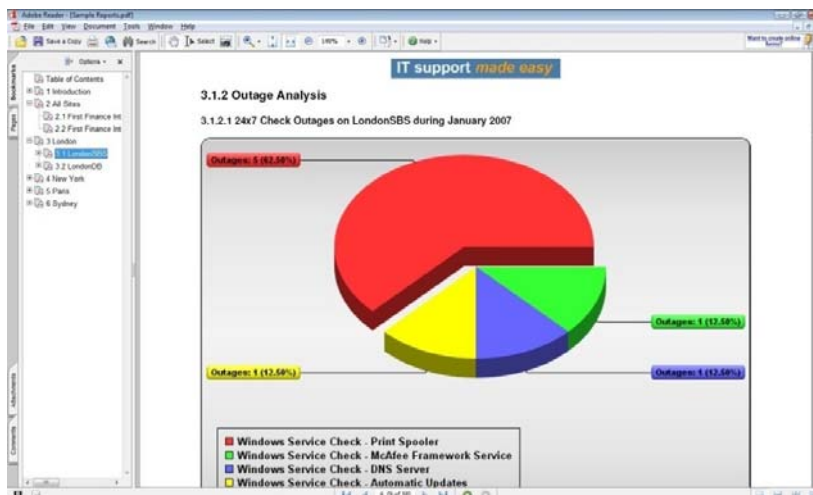 Adobe Reader - [Sample Reports.pdf]
File Edit View Document Tools Window Help
Save a Copy Search Select Help
Options
Bookmarks
Pages
Attachments
Comments
Table of Contents
1 Introduction
2 All Sites
2.1 First Finance Int
2.2 First Finance Int
3 London
3.1 LondonSBS
3.2 LondonDB
4 New York
5 Paris
6 Sydney
IT support made easy
3.1.2 Outage Analysis
3.1.2.1 24x7 Check Outages on LondonSBS during January 2007
Outages: 5 (62.50%)
Outages: 1 (12.50%)
Outages: 1 (12.50%)
Outages: 1 (12.50%)
Windows Service Check - Print Spooler
Windows Service Check - McAfee Framework Service
Windows Service Check - DNS Server
Windows Service Check - Automatic Updates